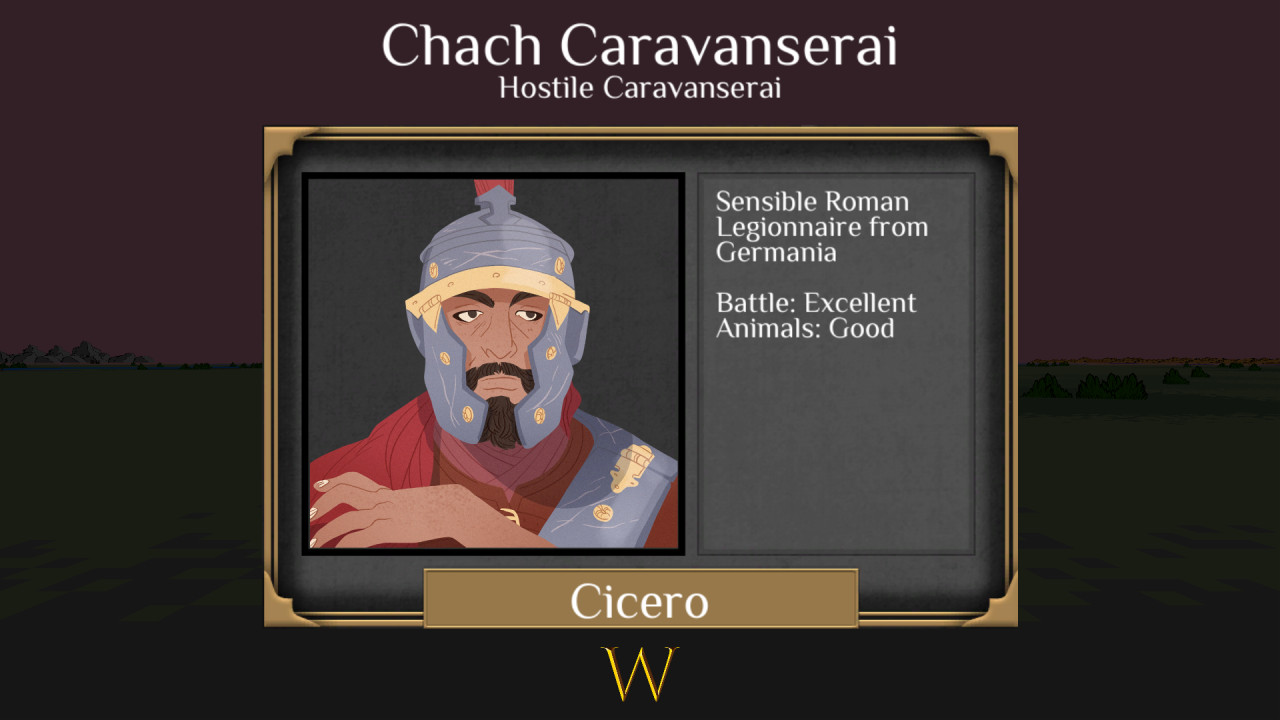 Chach Caravanserai
Hostile Caravanserai
Sensible Roman
Legionnaire from
Germania
Battle: Excellent
Animals: Good
Cicero
W